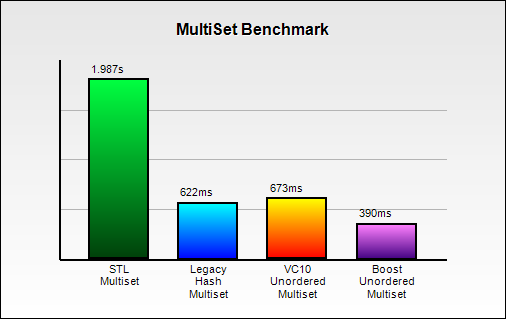 MultiSet Benchmark
1.987s
622ms
673ms
390ms
STL
Multiset
Legacy
Hash
Multiset
VC10
Unordered
Multiset
Boost
Unordered
Multiset